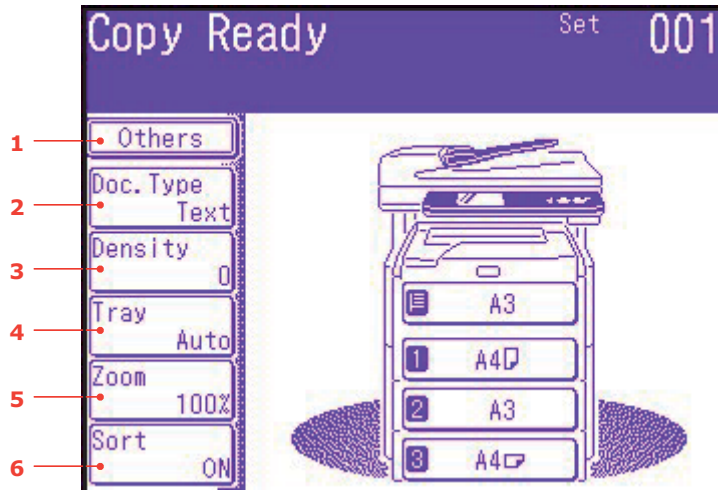 Copy Ready Set 001
1 Others
2 Doc. Type
Text
3 Density
0
4 Tray
Auto
5 Zoom
100%
6 Sort
ON
A3
1 A4
2 A3
3 A4